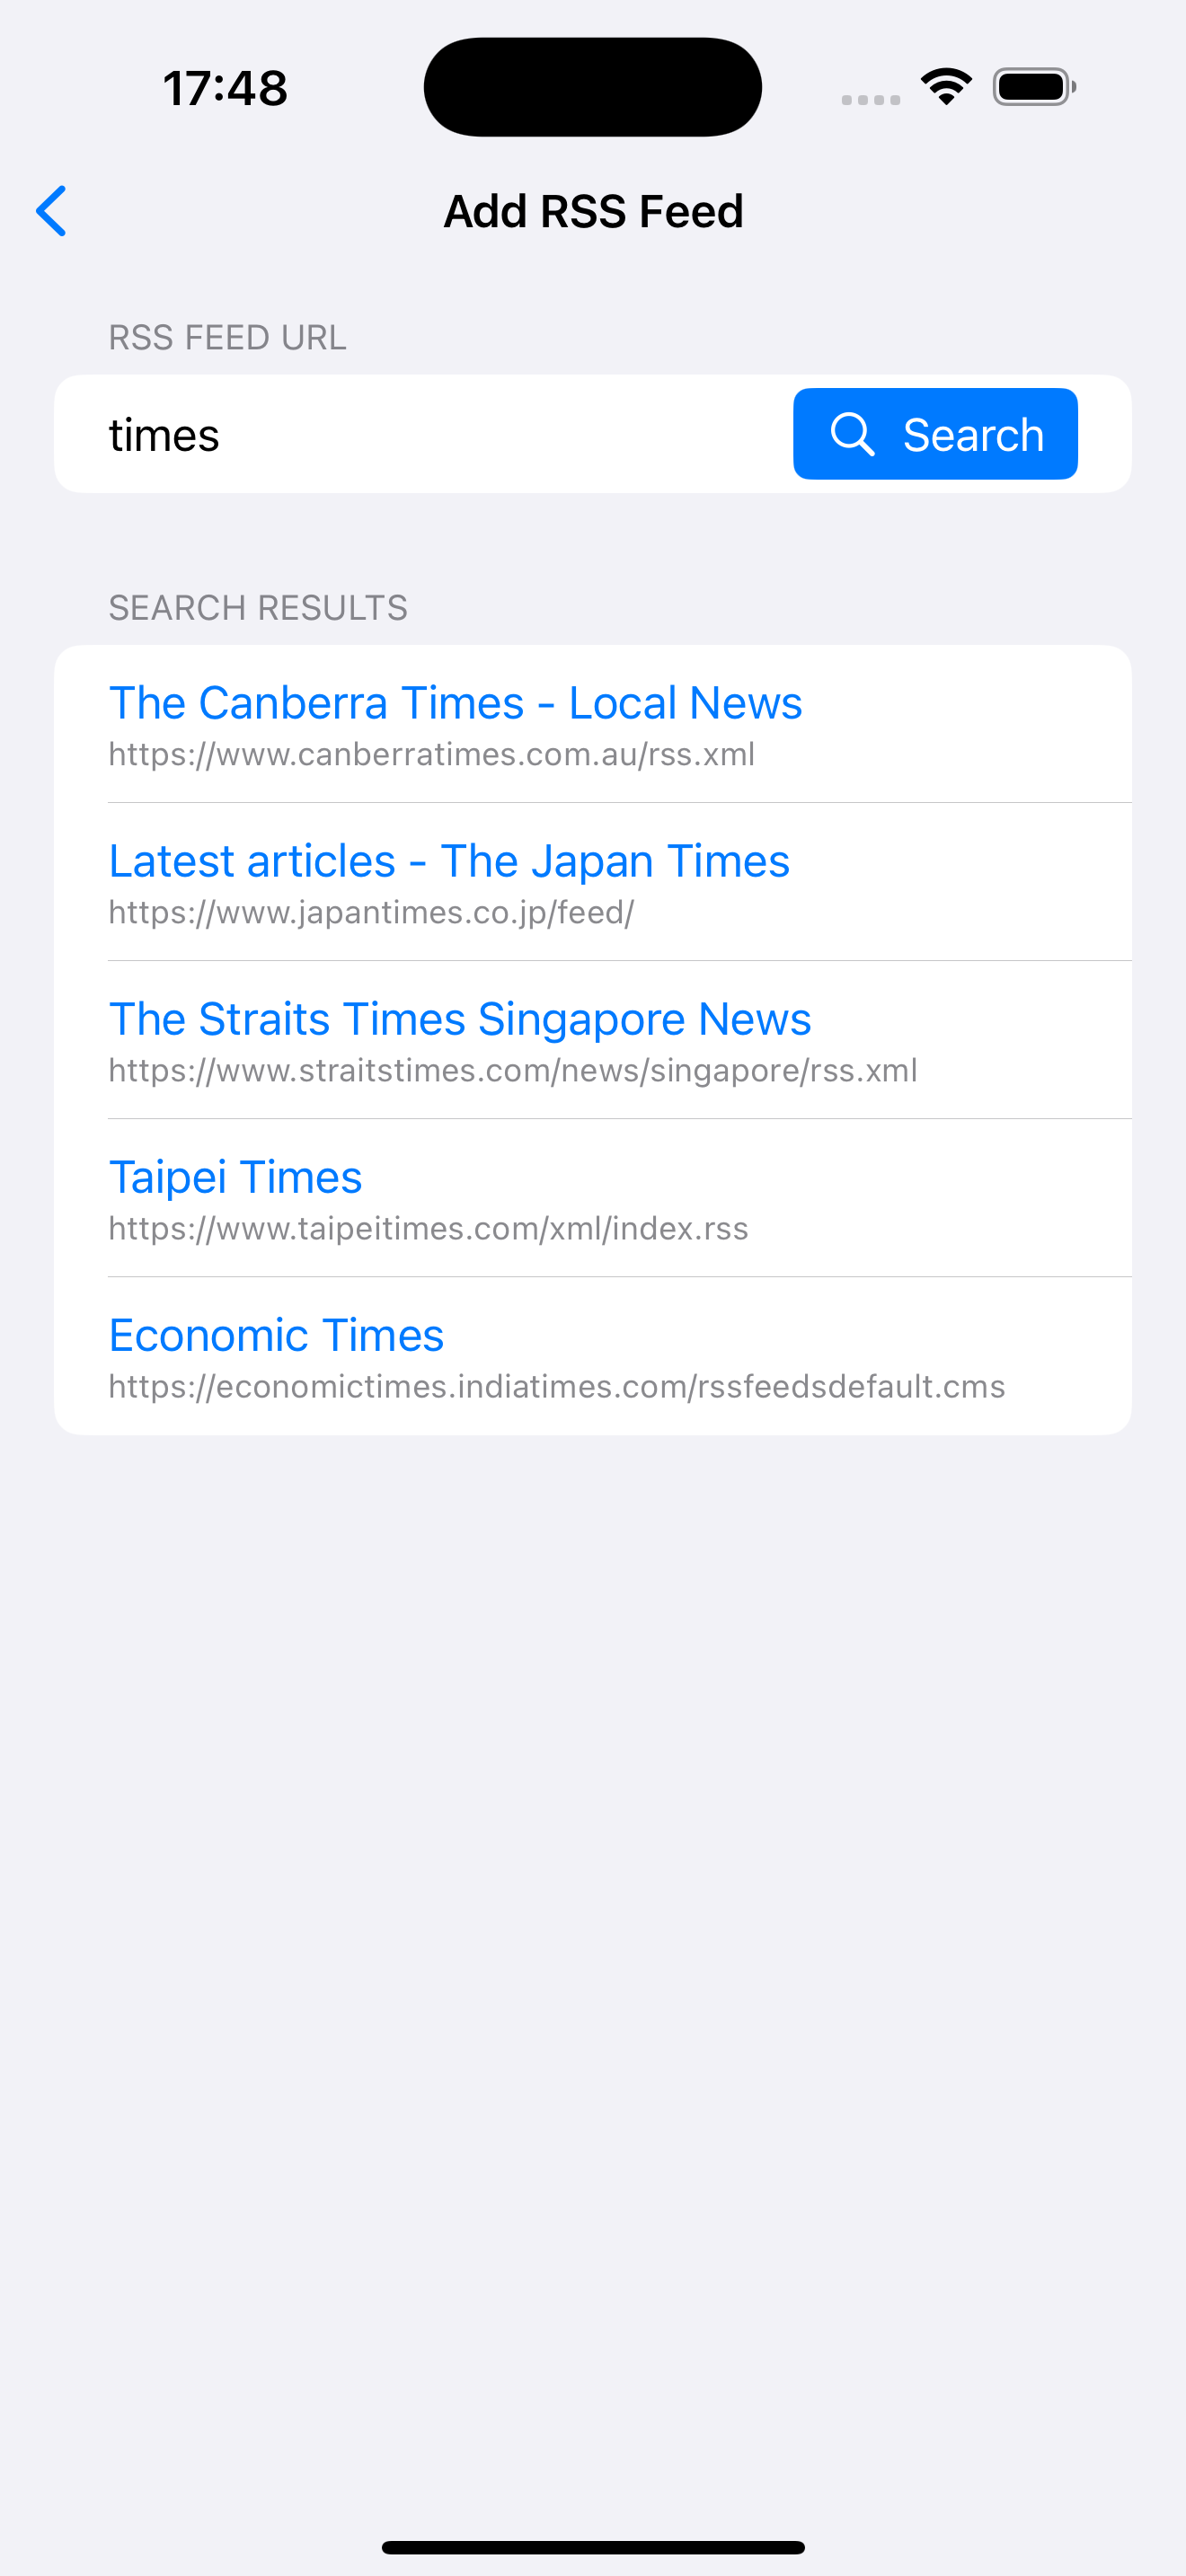 17:48
Add RSS Feed
RSS FEED URL
times
Search
SEARCH RESULTS
The Canberra Times - Local News
https://www.canberratimes.com.au/rss.xml
Latest articles - The Japan Times
https://www.japantimes.co.jp/feed/
The Straits Times Singapore News
https://www.straitstimes.com/news/singapore/rss.xml
Taipei Times
https://www.taipeitimes.com/xml/index.rss
Economic Times
https://economictimes.indiatimes.com/rssfeedsdefault.cms